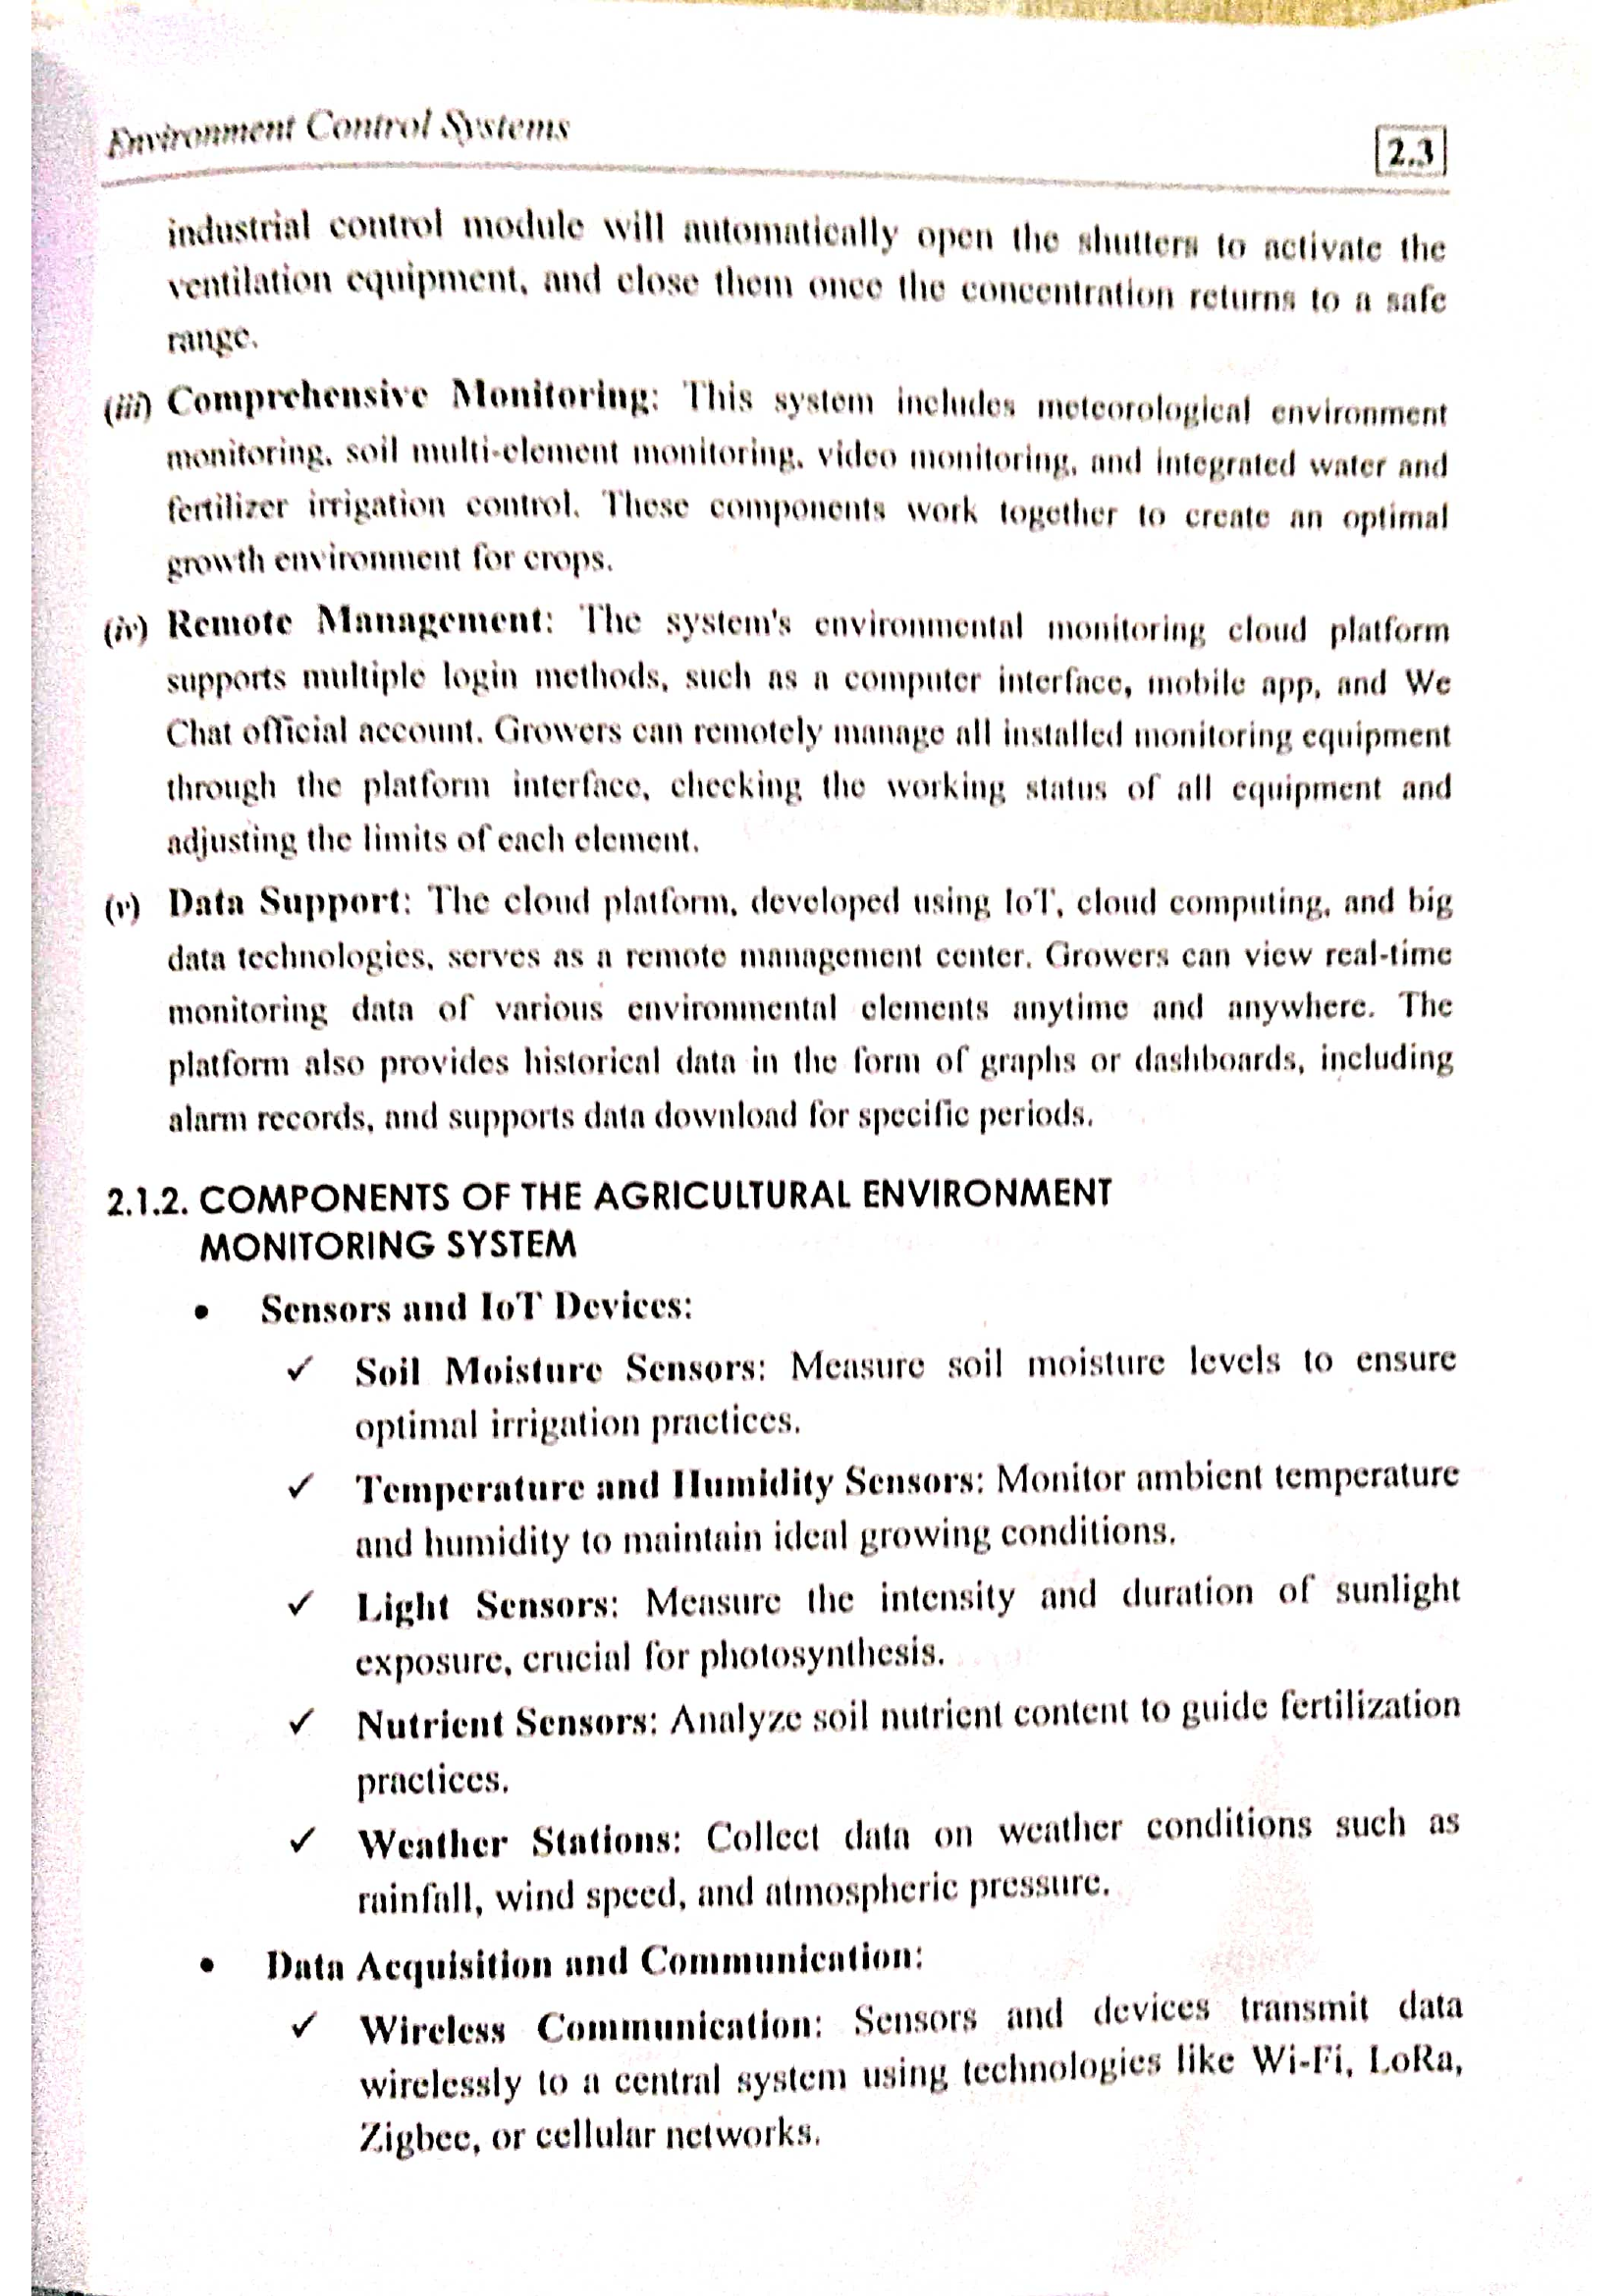 Environment Control Systems
2.3
industrial control module will automatically open the shutters to activate the
ventilation equipment, and close them once the concentration returns to a safe
range.
(iii) Comprehensive Monitoring: This system includes meteorological environment
monitoring, soil multi-element monitoring, video monitoring, and integrated water and
fertilizer irrigation control. These components work together to create an optimal
growth environment for crops.
(iv) Remote Management: The system's environmental monitoring cloud platform
supports multiple login methods, such as a computer interface, mobile app, and We
Chat official account. Growers can remotely manage all installed monitoring equipment
through the platform interface, checking the working status of all equipment and
adjusting the limits of each element.
(v) Data Support: The cloud platform, developed using IoT, cloud computing, and big
data technologies, serves as a remote management center. Growers can view real-time
monitoring data of various environmental elements anytime and anywhere. The
platform also provides historical data in the form of graphs or dashboards, including
alarm records, and supports data download for specific periods.
2.1.2. COMPONENTS OF THE AGRICULTURAL ENVIRONMENT
MONITORING SYSTEM
• Sensors and IoT Devices:
✓ Soil Moisture Sensors: Measure soil moisture levels to ensure
optimal irrigation practices.
✓ Temperature and Humidity Sensors: Monitor ambient temperature
and humidity to maintain ideal growing conditions.
✓ Light Sensors: Measure the intensity and duration of sunlight
exposure, crucial for photosynthesis.
✓ Nutrient Sensors: Analyze soil nutrient content to guide fertilization
practices.
✓ Weather Stations: Collect data on weather conditions such as
rainfall, wind speed, and atmospheric pressure.
• Data Acquisition and Communication:
✓ Wireless Communication: Sensors and devices transmit data
wirelessly to a central system using technologies like Wi-Fi, LoRa,
Zigbee, or cellular networks.